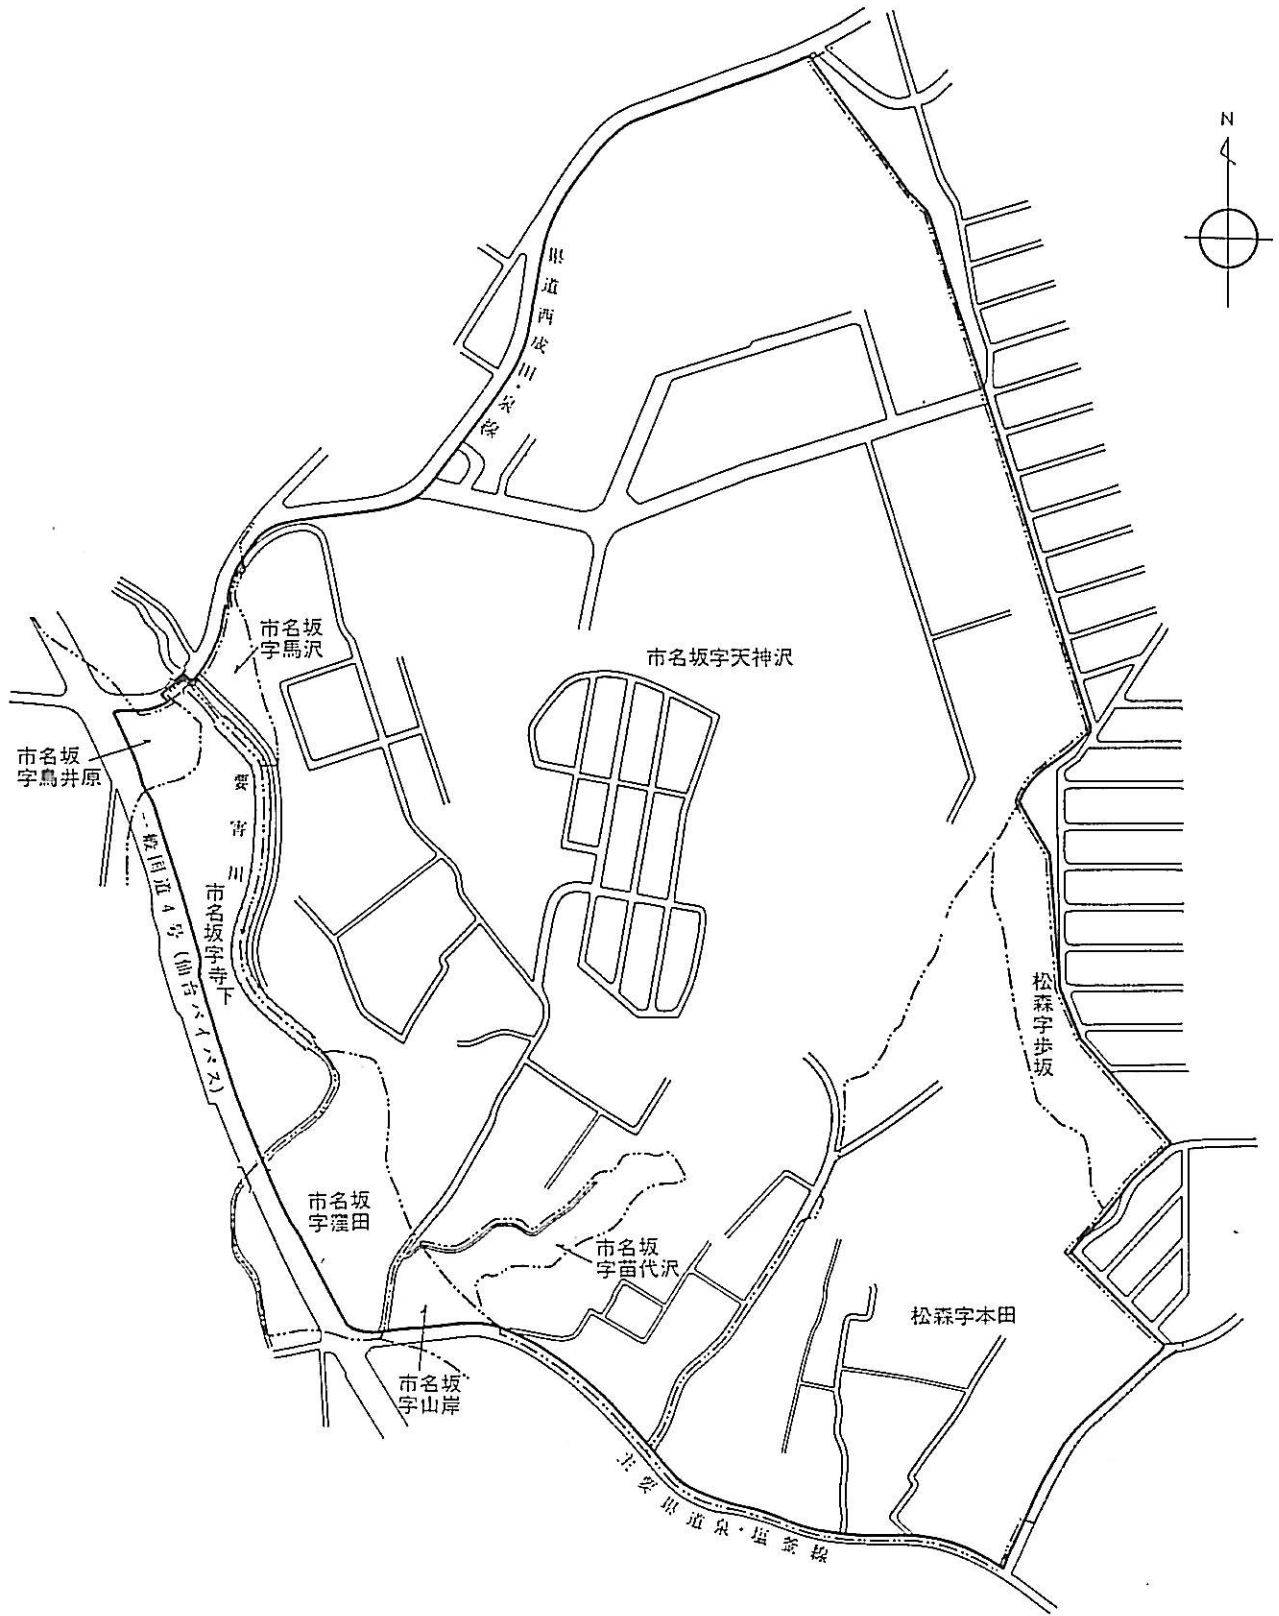 N
県道西成田・泉線
市名坂
字馬沢
市名坂字天神沢
市名坂
字鳥井原
要害川
一般国道4号(仙台バイパス)
市名坂字寺下
松森字歩坂
市名坂
字窪田
市名坂
字苗代沢
松森字本田
市名坂
字山岸
主要県道泉・塩釜線